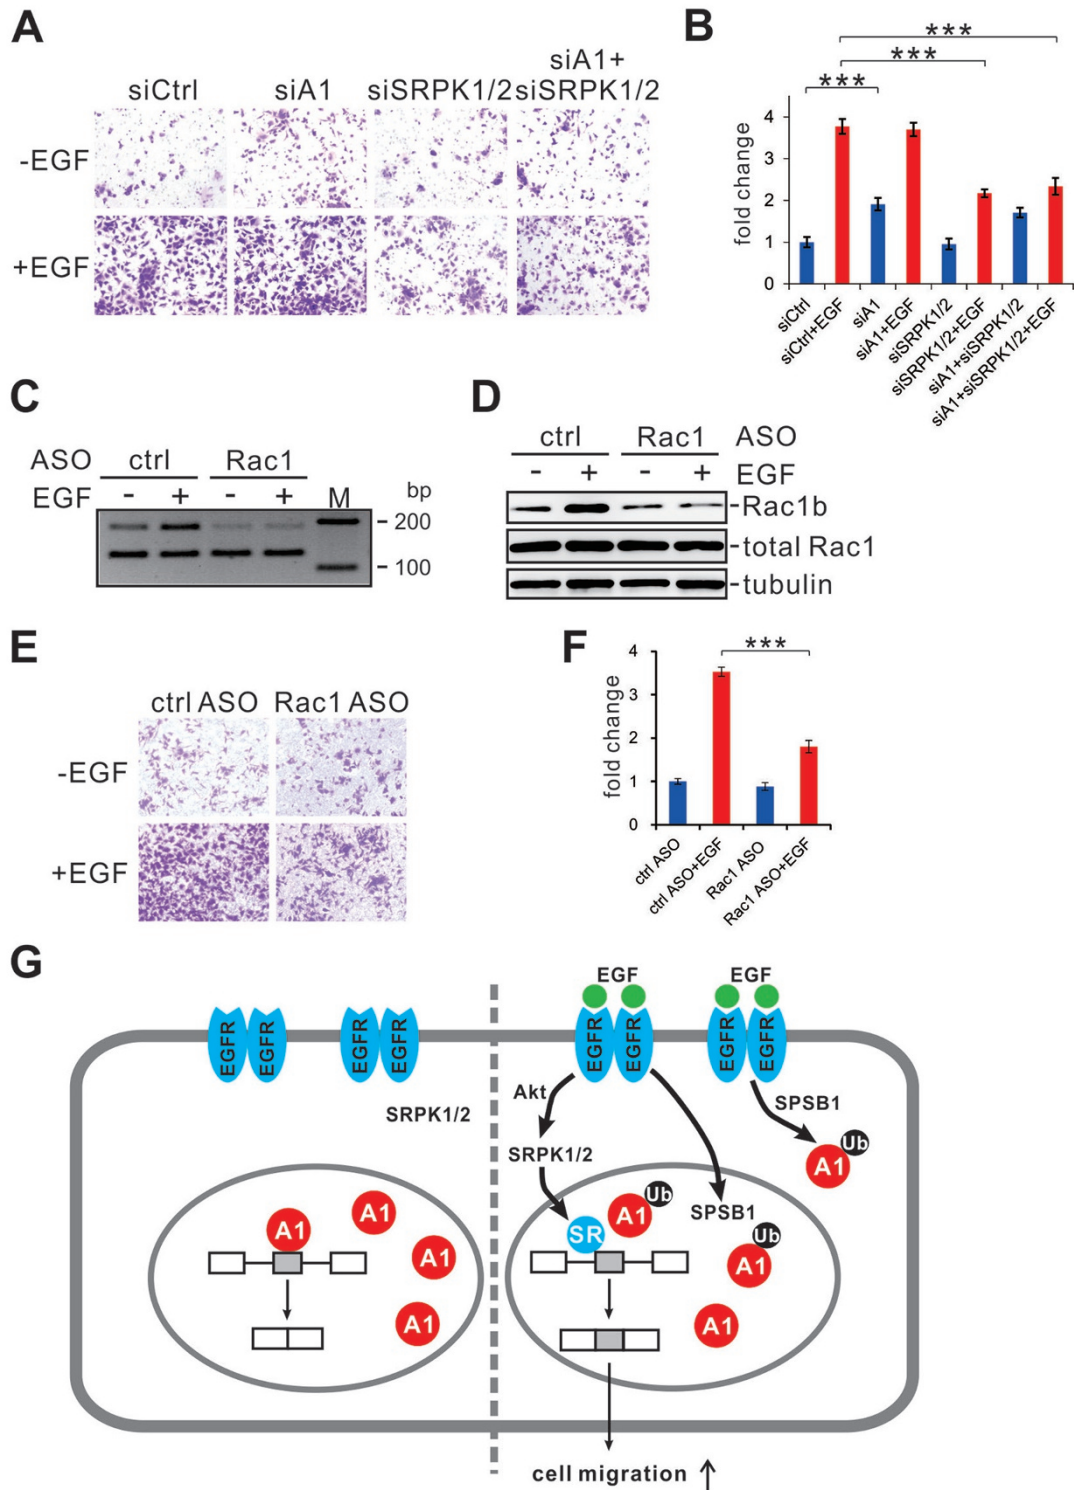 A
siCtrl siA1 siSRPK1/2 siA1+ siSRPK1/2
-EGF
+EGF
B
***
***
***
fold change
4
3
2
1
0
siCtrl
siCtrl+EGF
siA1
siA1+EGF
siSRPK1/2
siSRPK1/2+EGF
siA1+siSRPK1/2
siA1+siSRPK1/2+EGF
C
ASO ctrl Rac1
EGF - + - + M bp
200
100
D
ctrl Rac1 ASO
- + - + EGF
Rac1b
total Rac1
tubulin
E
ctrl ASO Rac1 ASO
-EGF
+EGF
F
***
fold change
4
3
2
1
0
ctrl ASO
ctrl ASO+EGF
Rac1 ASO
Rac1 ASO+EGF
G
EGF EGF
EGFR EGFR EGFR EGFR EGFR EGFR EGFR EGFR
Akt
SRPK1/2
SRPK1/2
SPSB1
Ub
A1
A1
A1
A1
A1
SR
A1
Ub
SPSB1
Ub
A1
A1
cell migration ↑